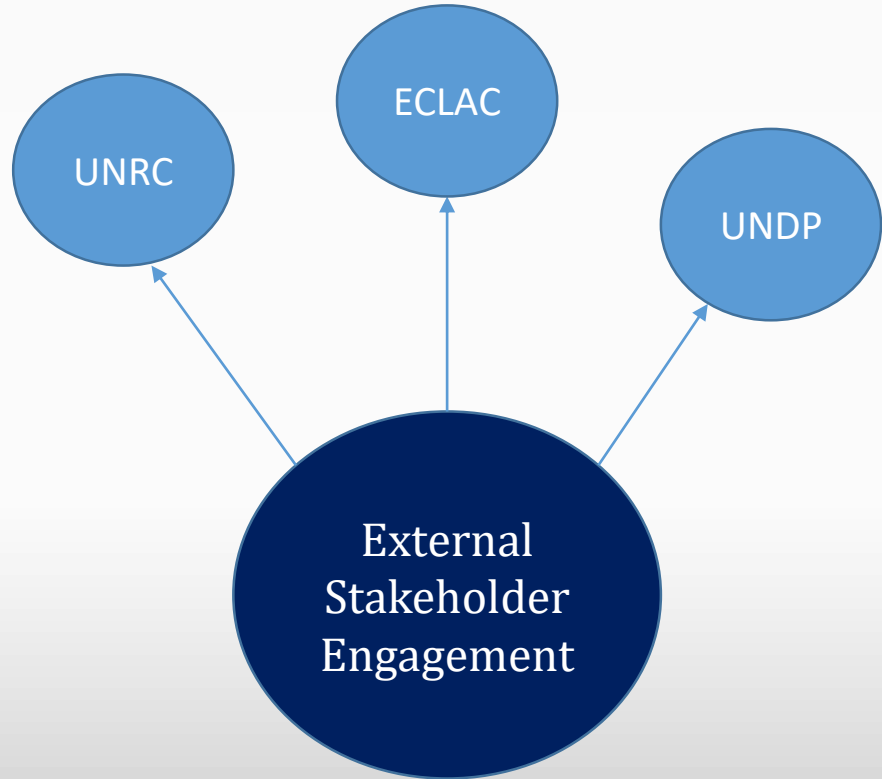 UNRC
ECLAC
UNDP
External
Stakeholder
Engagement